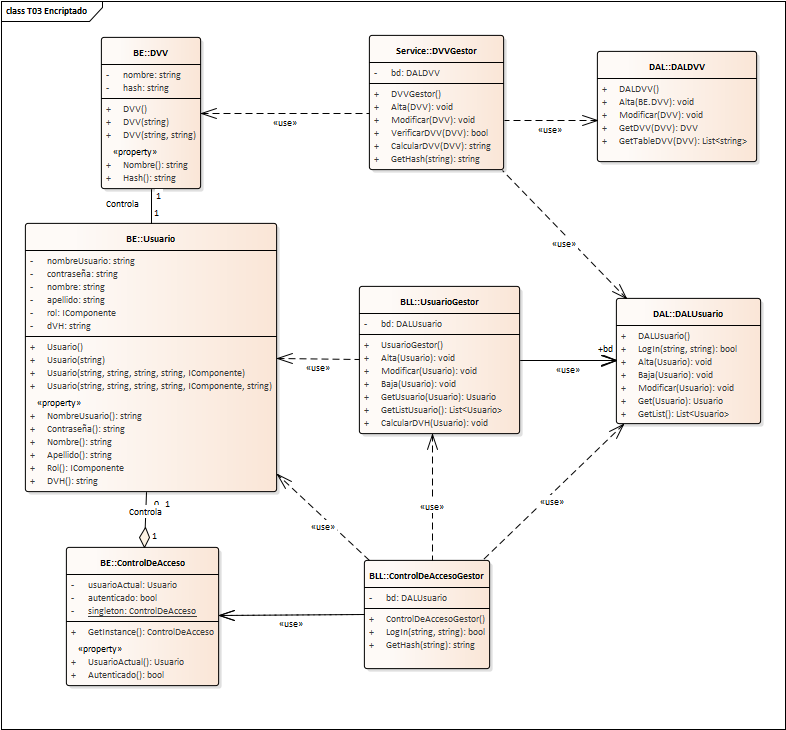 class T03 Encriptado
BE::DVV
- nombre: string
- hash: string
+ DVV()
+ DVV(string)
+ DVV(string, string)
«property»
+ Nombre(): string
+ Hash(): string
Service::DVVGestor
- bd: DALDVV
+ DVVGestor()
+ Alta(DVV): void
+ Modificar(DVV): void
+ VerificarDVV(DVV): bool
+ CalcularDVV(DVV): string
+ GetHash(string): string
DAL::DALDVV
+ DALDVV()
+ Alta(BE.DVV): void
+ Modificar(DVV): void
+ GetDVV(DVV): DVV
+ GetTableDVV(DVV): List<string>
«use»
«use»
«use»
Controla
1
1
BE::Usuario
- nombreUsuario: string
- contraseña: string
- nombre: string
- apellido: string
- rol: IComponente
- dVH: string
+ Usuario()
+ Usuario(string)
+ Usuario(string, string, string, string, IComponente)
+ Usuario(string, string, string, string, IComponente, string)
«property»
+ NombreUsuario(): string
+ Contraseña(): string
+ Nombre(): string
+ Apellido(): string
+ Rol(): IComponente
+ DVH(): string
BLL::UsuarioGestor
- bd: DALUsuario
+ UsuarioGestor()
+ Alta(Usuario): void
+ Modificar(Usuario): void
+ Baja(Usuario): void
+ GetUsuario(Usuario): Usuario
+ GetListUsuario(): List<Usuario>
+ CalcularDVH(Usuario): void
DAL::DALUsuario
+ DALUsuario()
+ LogIn(string, string): bool
+ Alta(Usuario): void
+ Baja(Usuario): void
+ Modificar(Usuario): void
+ Get(Usuario): Usuario
+ GetList(): List<Usuario>
«use»
+bd
«use»
«use»
«use»
«use»
0..1
Controla
1
BE::ControlDeAcceso
- usuarioActual: Usuario
- autenticado: bool
- singleton: ControlDeAcceso
+ GetInstance(): ControlDeAcceso
«property»
+ UsuarioActual(): Usuario
+ Autenticado(): bool
«use»
BLL::ControlDeAccesoGestor
- bd: DALUsuario
+ ControlDeAccesoGestor()
+ LogIn(string, string): bool
+ GetHash(string): string